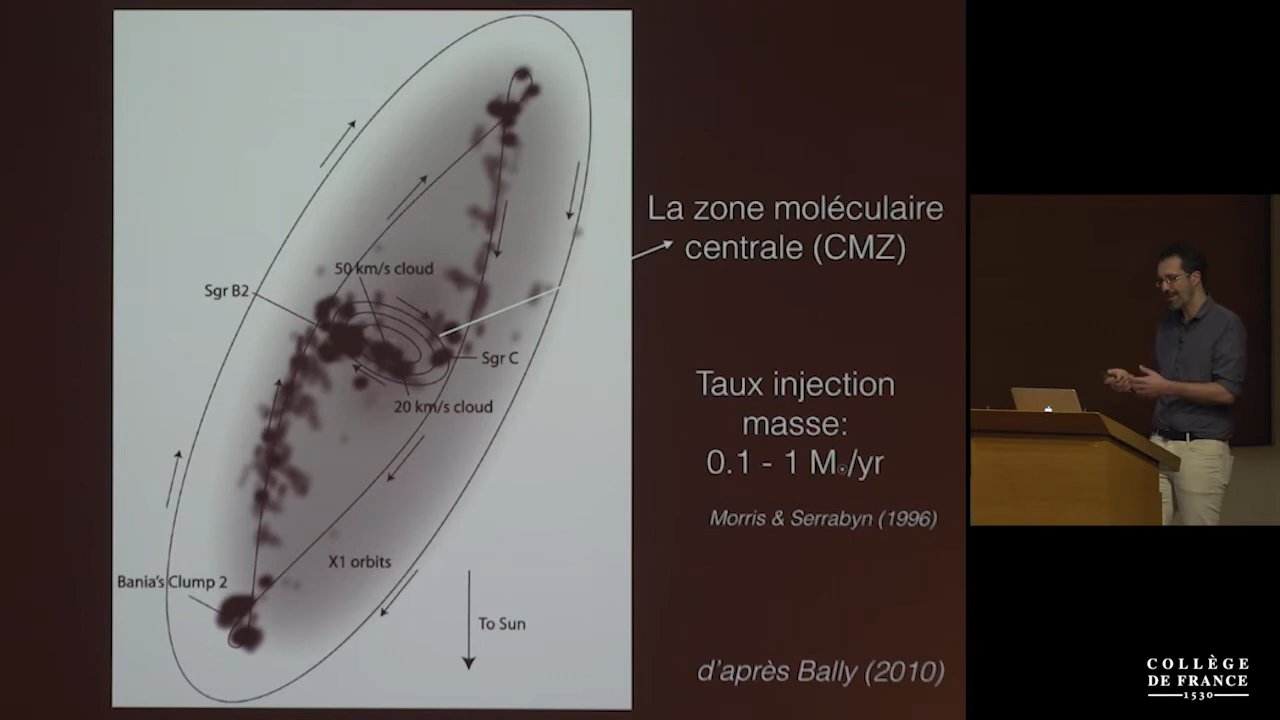 50 km/s cloud
Sgr B2
Sgr C
20 km/s cloud
X1 orbits
Bania's Clump 2
To Sun
La zone moléculaire
centrale (CMZ)
Taux injection
masse:
0.1 - 1 M☉/yr
Morris & Serrabyn (1996)
d'après Bally (2010)
COLLÈGE
DE FRANCE
1530